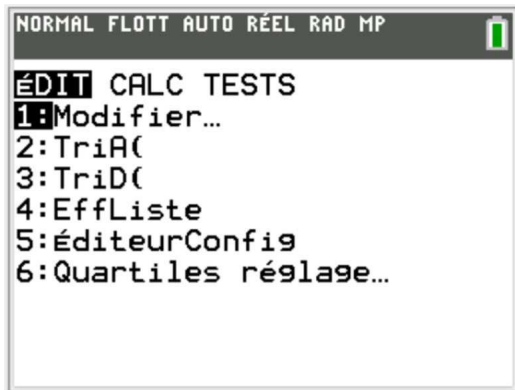 NORMAL FLOTT AUTO RÉEL RAD MP
ÉDIT CALC TESTS
1:Modifier…
2:TriA(
3:TriD(
4:EffListe
5:ÉditeurConfig
6:Quartiles réglage…